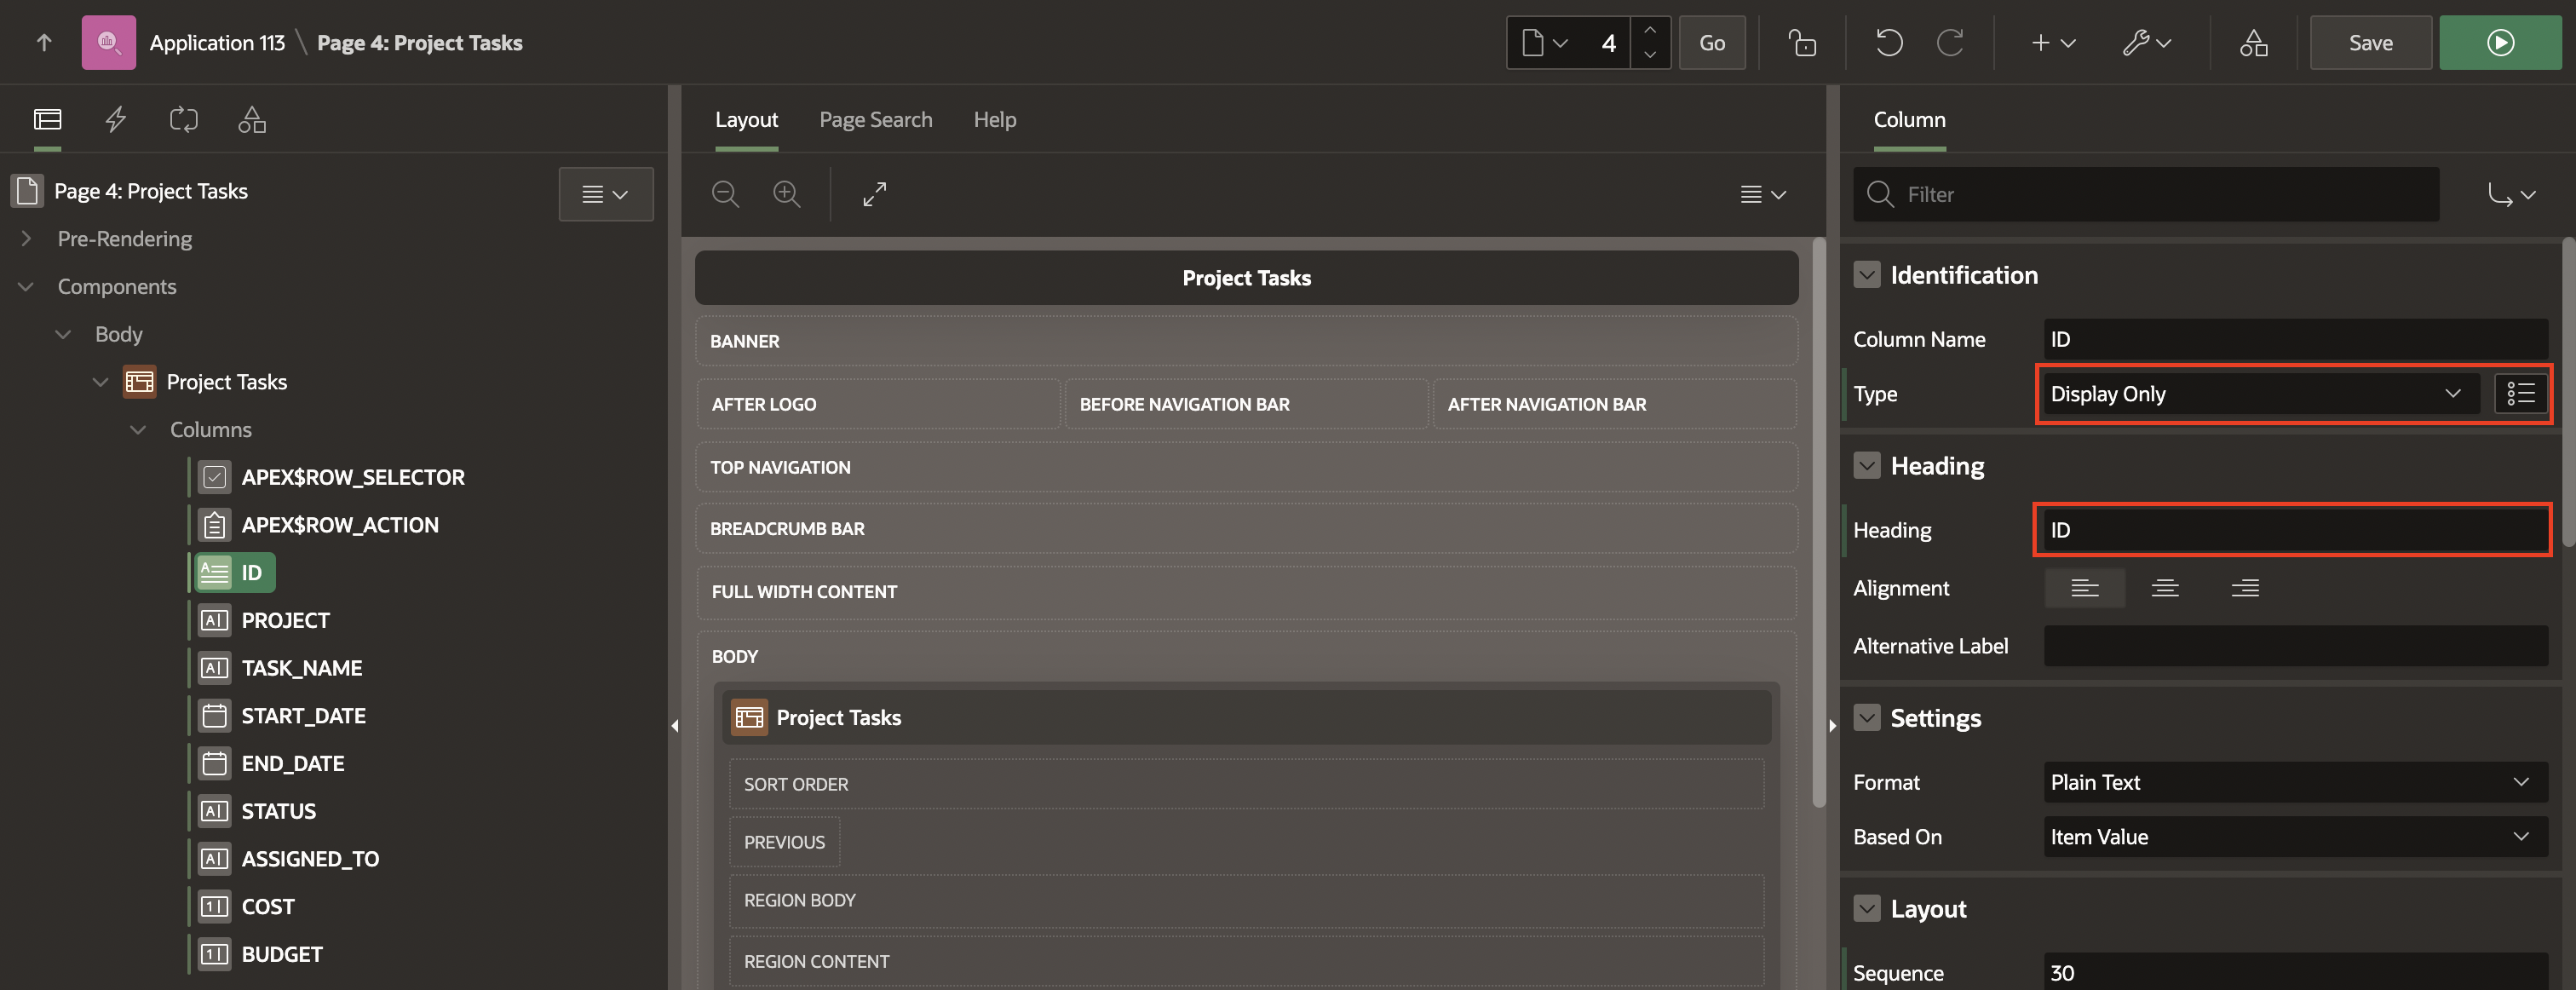 Application 113 \ Page 4: Project Tasks
4
Go
Save
Page 4: Project Tasks
Pre-Rendering
Components
Body
Project Tasks
Columns
APEX$ROW_SELECTOR
APEX$ROW_ACTION
ID
PROJECT
TASK_NAME
START_DATE
END_DATE
STATUS
ASSIGNED_TO
COST
BUDGET
Layout
Page Search
Help
Project Tasks
BANNER
AFTER LOGO
BEFORE NAVIGATION BAR
AFTER NAVIGATION BAR
TOP NAVIGATION
BREADCRUMB BAR
FULL WIDTH CONTENT
BODY
Project Tasks
SORT ORDER
PREVIOUS
REGION BODY
REGION CONTENT
Column
Filter
Identification
Column Name ID
Type Display Only
Heading
Heading ID
Alignment
Alternative Label
Settings
Format Plain Text
Based On Item Value
Layout
Sequence 30